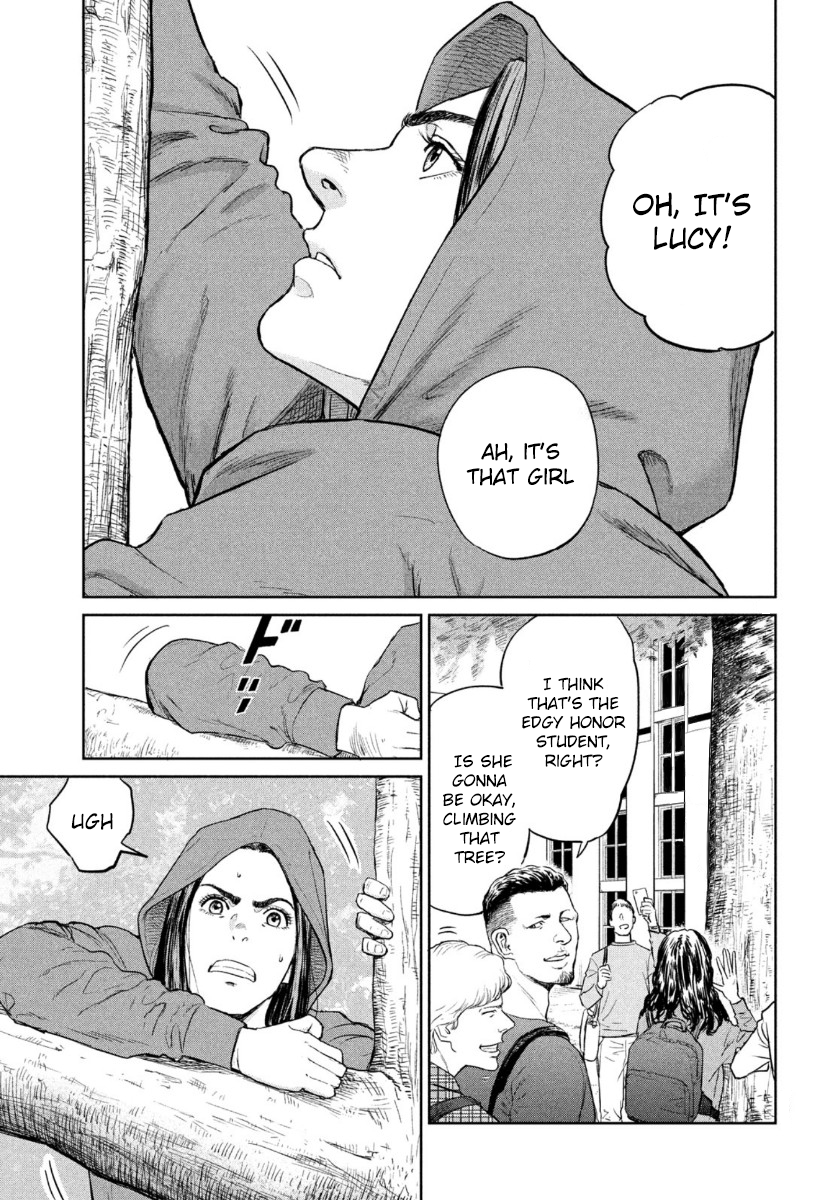 OH, IT'S
LUCY!
AH, IT'S
THAT GIRL
I THINK
THAT'S THE
EDGY HONOR
STUDENT,
RIGHT?
IS SHE
GONNA
BE OKAY,
CLIMBING
THAT
TREE?
ド
‼
UGH